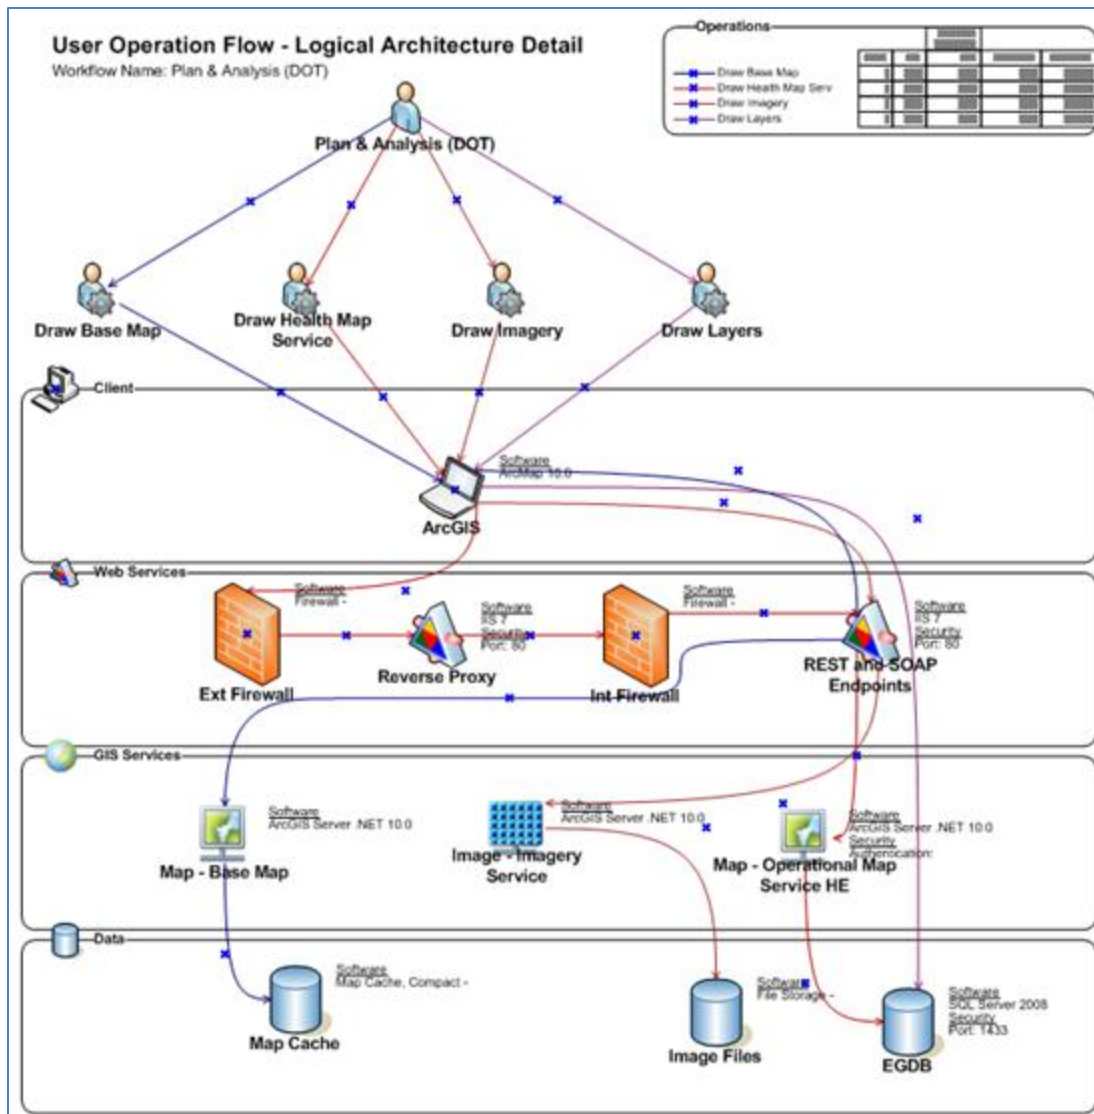 User Operation Flow - Logical Architecture Detail
Workflow Name: Plan & Analysis (DOT)
Operations
Draw Base Map
Draw Health Map Serv
Draw Imagery
Draw Layers
Plan & Analysis (DOT)
Draw Base Map
Draw Health Map
Service
Draw Imagery
Draw Layers
Client
Software
ArcMap 10.0
ArcGIS
Web Services
Software
Firewall -
Ext Firewall
Software
IIS 7
Security
Port: 80
Reverse Proxy
Software
Firewall -
Int Firewall
Software
IIS 7
Security
Port: 80
REST and SOAP
Endpoints
GIS Services
Software
ArcGIS Server .NET 10.0
Map - Base Map
Software
ArcGIS Server .NET 10.0
Image - Imagery
Service
Software
ArcGIS Server .NET 10.0
Security
Authentication:
Map - Operational Map
Service HE
Data
Software
Map Cache, Compact -
Map Cache
Software
File Storage -
Image Files
Software
SQL Server 2008
Security
Port: 1433
EGDB